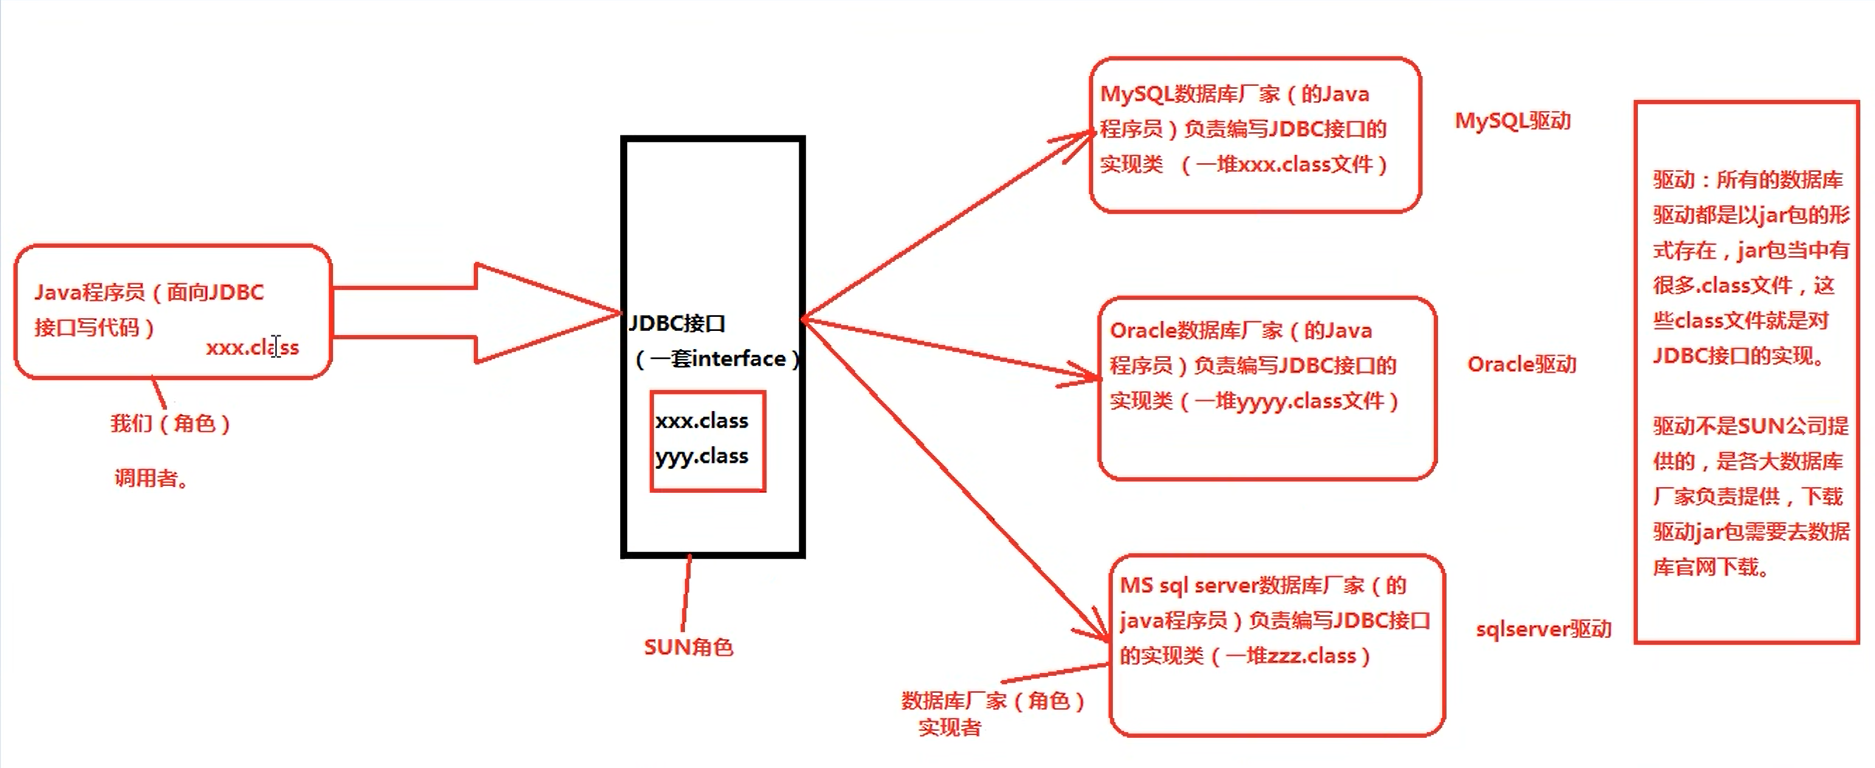 Java程序员（面向JDBC
接口写代码）
xxx.class
我们（角色）
调用者。
JDBC接口
（一套interface）
xxx.class
yyy.class
SUN角色
MySQL数据库厂家（的Java
程序员）负责编写JDBC接口的
实现类 （一堆xxx.class文件）
MySQL驱动
Oracle数据库厂家（的Java
程序员）负责编写JDBC接口的
实现类（一堆yyyy.class文件）
Oracle驱动
MS sql server数据库厂家（的
java程序员）负责编写JDBC接口
的实现类（一堆zzz.class）
sqlserver驱动
数据库厂家（角色）
实现者
驱动：所有的数据库
驱动都是以jar包的形
式存在，jar包当中有
很多.class文件，这
些class文件就是对
JDBC接口的实现。
驱动不是SUN公司提
供的，是各大数据库
厂家负责提供，下载
驱动jar包需要去数据
库官网下载。